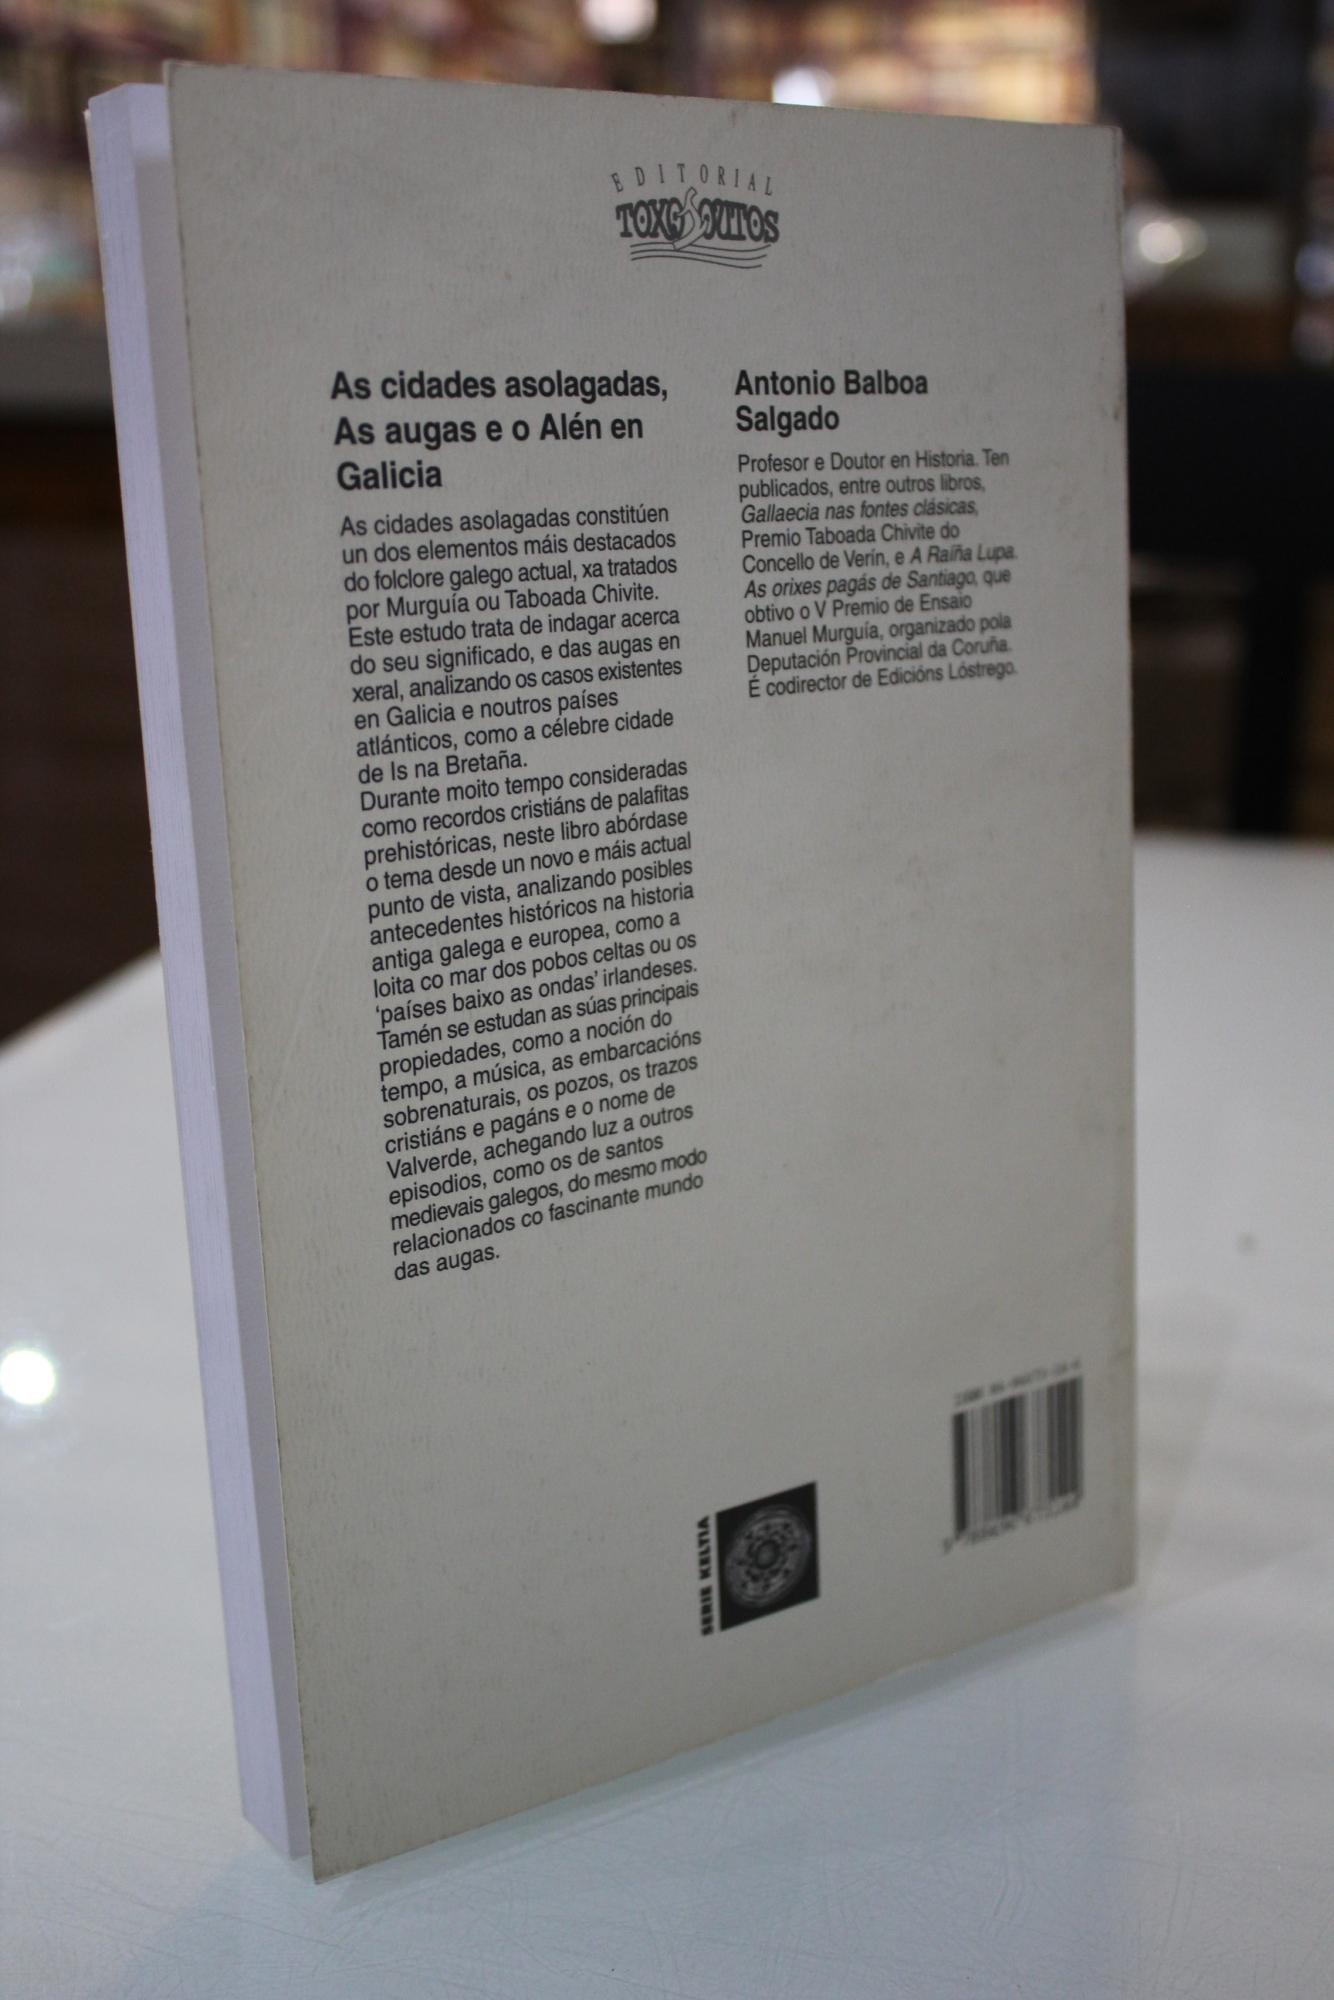 EDITORIAL
TOXOSOUTOS
As cidades asolagadas,
As augas e o Alén en
Galicia
As cidades asolagadas constitúen
un dos elementos máis destacados
do folclore galego actual, xa tratados
por Murguía ou Taboada Chivite.
Este estudo trata de indagar acerca
do seu significado, e das augas en
xeral, analizando os casos existentes
en Galicia e noutros países
atlánticos, como a célebre cidade
de Is na Bretaña.
Durante moito tempo consideradas
como recordos cristiáns de palafitas
prehistóricas, neste libro abórdase
o tema desde un novo e máis actual
punto de vista, analizando posibles
antecedentes históricos na historia
antiga galega e europea, como a
loita co mar dos pobos celtas ou os
'países baixo as ondas' irlandeses.
Tamén se estudan as súas principais
propiedades, como a noción do
tempo, a música, as embarcacións
sobrenaturais, os pozos, os trazos
cristiáns e pagáns e o nome de
Valverde, achegando luz a outros
episodios, como os de santos
medievais galegos, do mesmo modo
relacionados co fascinante mundo
das augas.
Antonio Balboa
Salgado
Profesor e Doutor en Historia. Ten
publicados, entre outros libros,
Gallaecia nas fontes clásicas,
Premio Taboada Chivite do
Concello de Verín, e A Raíña Lupa.
As orixes pagás de Santiago, que
obtivo o V Premio de Ensaio
Manuel Murguía, organizado pola
Deputación Provincial da Coruña.
É codirector de Edicións Lóstrego.
SERIE KELTIA
ISBN